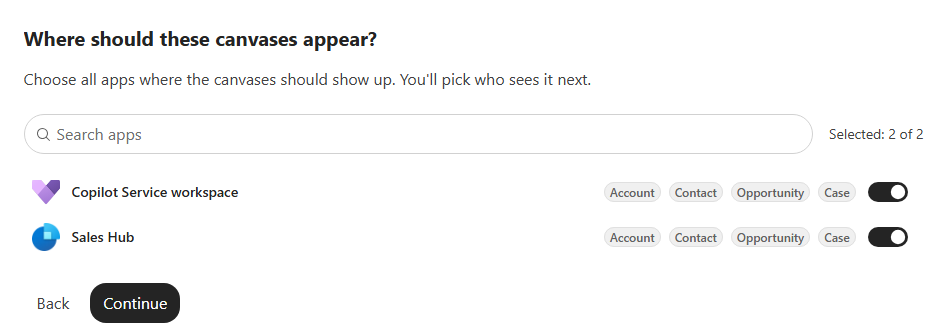 Where should these canvases appear?
Choose all apps where the canvases should show up. You'll pick who sees it next.
Search apps
Selected: 2 of 2
Copilot Service workspace Account Contact Opportunity Case
Sales Hub Account Contact Opportunity Case
Back Continue